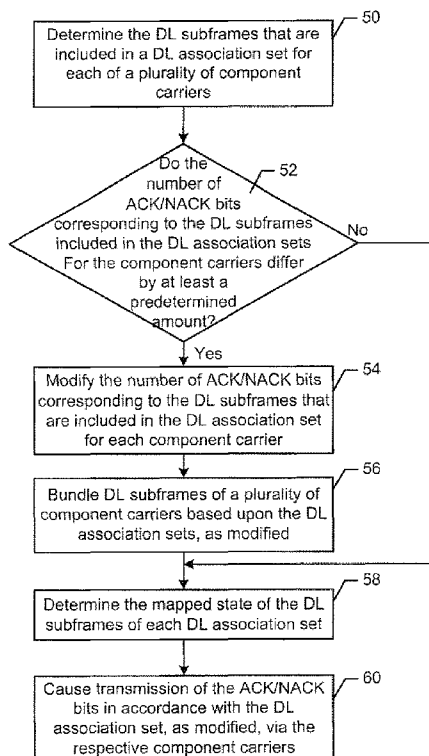 50
Determine the DL subframes that are
included in a DL association set for
each of a plurality of component
carriers
52
Do the
number of
ACK/NACK bits
corresponding to the DL subframes
included in the DL association sets
For the component carriers differ
by at least a
predetermined
amount?
No
Yes
54
Modify the number of ACK/NACK bits
corresponding to the DL subframes that
are included in the DL association set
for each component carrier
56
Bundle DL subframes of a plurality of
component carriers based upon the DL
association sets, as modified
58
Determine the mapped state of the DL
subframes of each DL association set
60
Cause transmission of the ACK/NACK
bits in accordance with the DL
association set, as modified, via the
respective component carriers